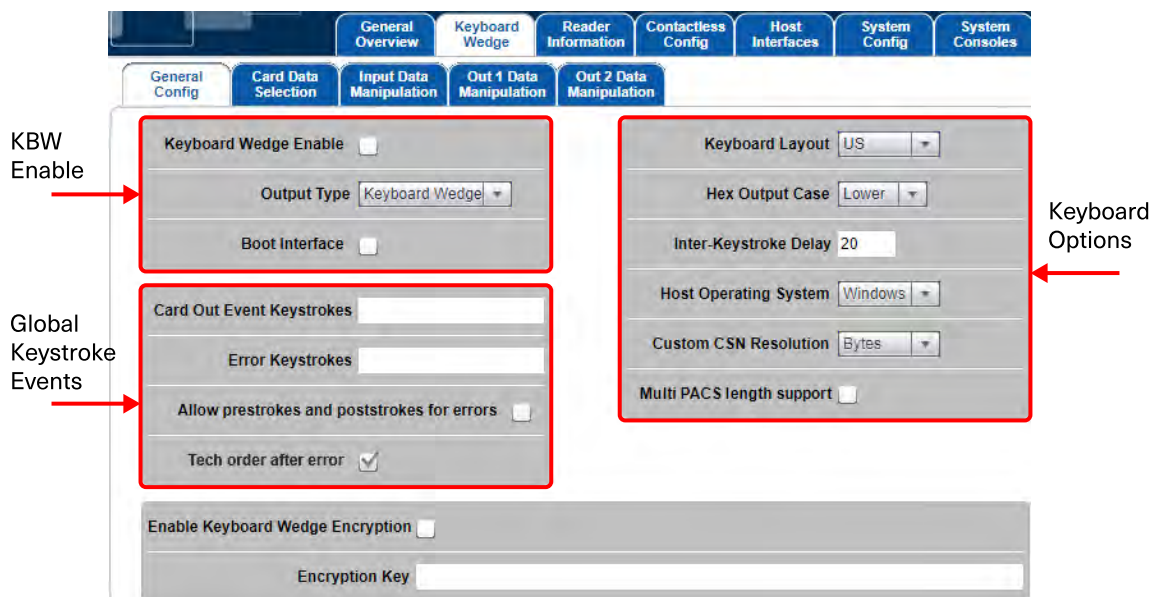 General Overview
Keyboard Wedge
Reader Information
Contactless Config
Host Interfaces
System Config
System Consoles
General Config
Card Data Selection
Input Data Manipulation
Out 1 Data Manipulation
Out 2 Data Manipulation
KBW
Enable
Keyboard Wedge Enable
Output Type Keyboard Wedge
Boot Interface
Global
Keystroke
Events
Card Out Event Keystrokes
Error Keystrokes
Allow prestrokes and poststrokes for errors
Tech order after error
Keyboard Layout US
Hex Output Case Lower
Inter-Keystroke Delay 20
Host Operating System Windows
Custom CSN Resolution Bytes
Multi PACS length support
Keyboard
Options
Enable Keyboard Wedge Encryption
Encryption Key